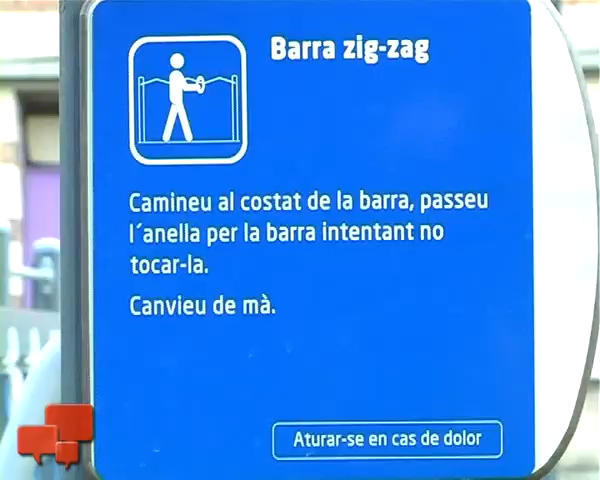 Barra zig-zag
Camineu al costat de la barra, passeu
l´anella per la barra intentant no
tocar-la.
Canvieu de mà.
Aturar-se en cas de dolor